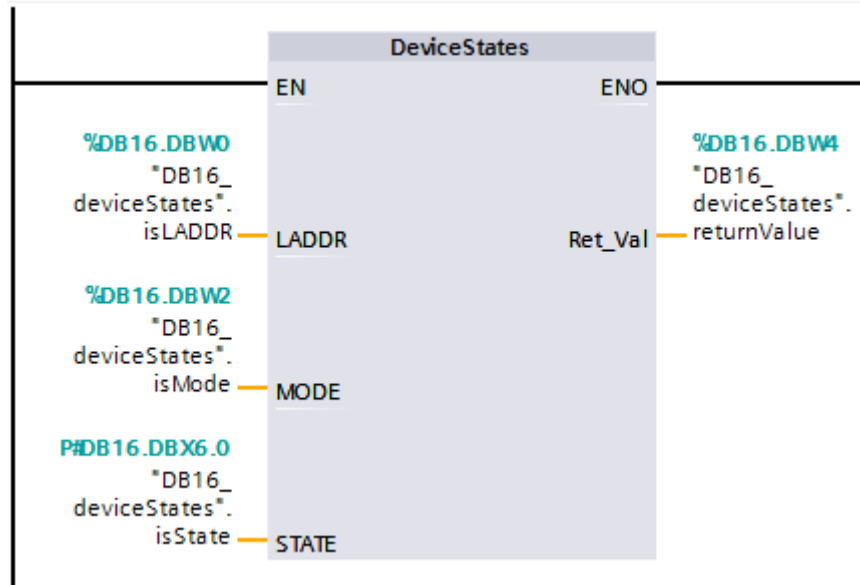 DeviceStates
EN
ENO
%DB16.DBW0
"DB16_
deviceStates".
isLADDR
LADDR
%DB16.DBW4
"DB16_
deviceStates".
returnValue
Ret_Val
%DB16.DBW2
"DB16_
deviceStates".
isMode
MODE
P#DB16.DBX6.0
"DB16_
deviceStates".
isState
STATE